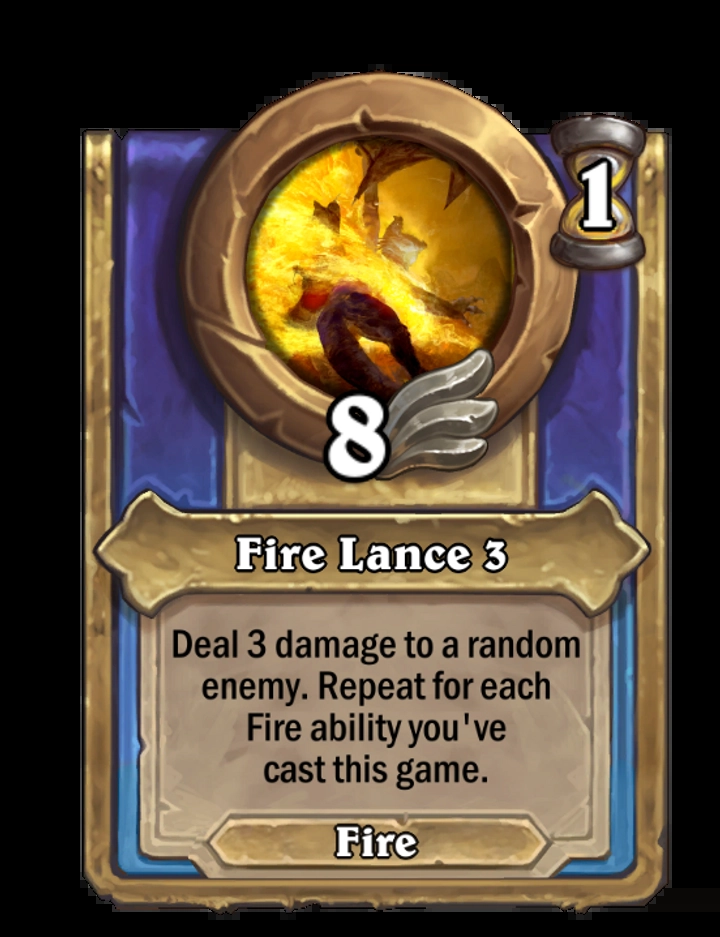 1
8
Fire Lance 3
Deal 3 damage to a random
enemy. Repeat for each
Fire ability you've
cast this game.
Fire